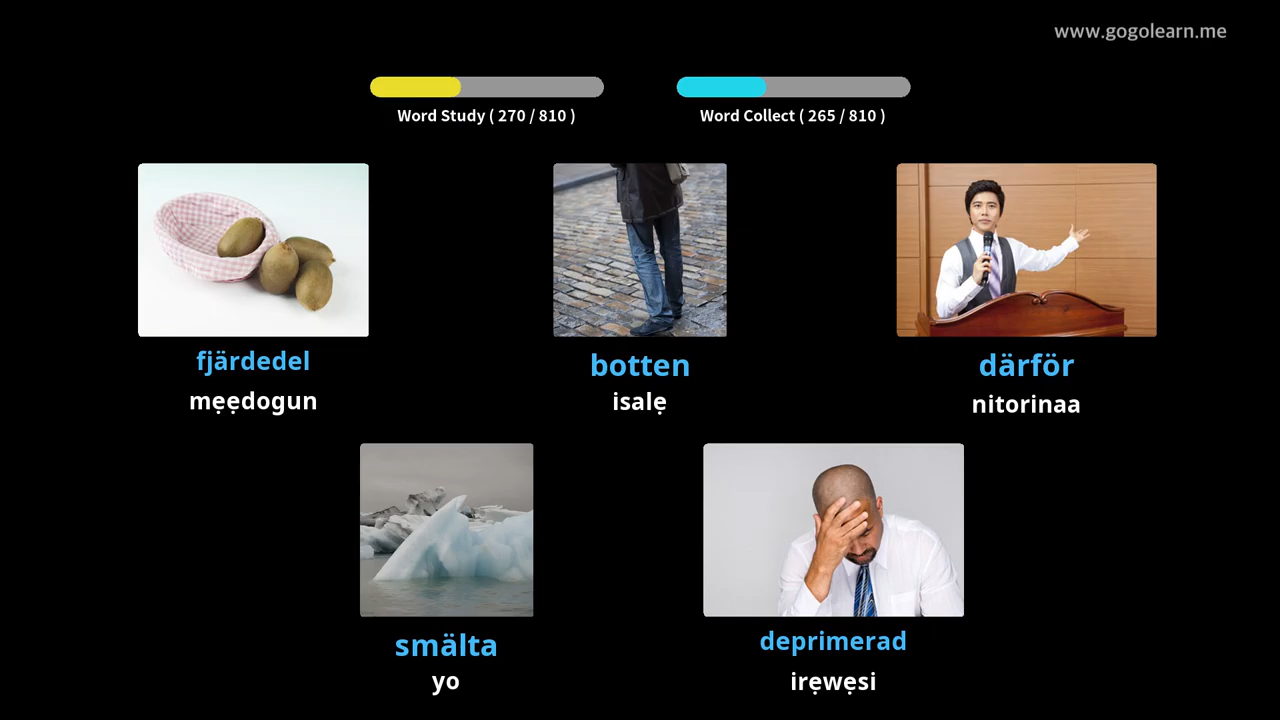 www.gogolearn.me
Word Study ( 270 / 810 )
Word Collect ( 265 / 810 )
fjärdedel
mẹẹdogun
botten
isalẹ
därför
nitorinaa
smälta
yo
deprimerad
irẹwẹsi